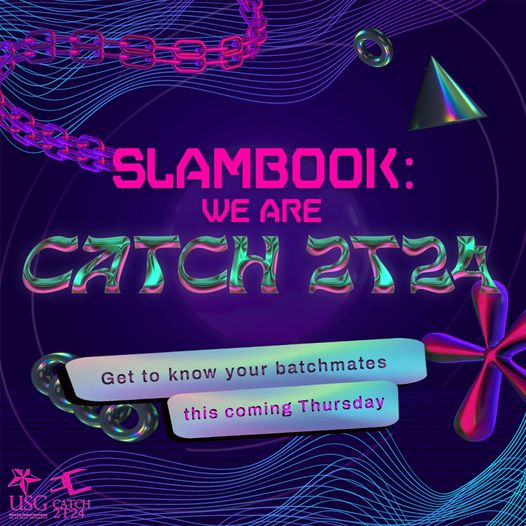 SLAMBOOK:
WE ARE
CATCH 2T24
Get to know your batchmates
this coming Thursday
USG
CATCH
2T24